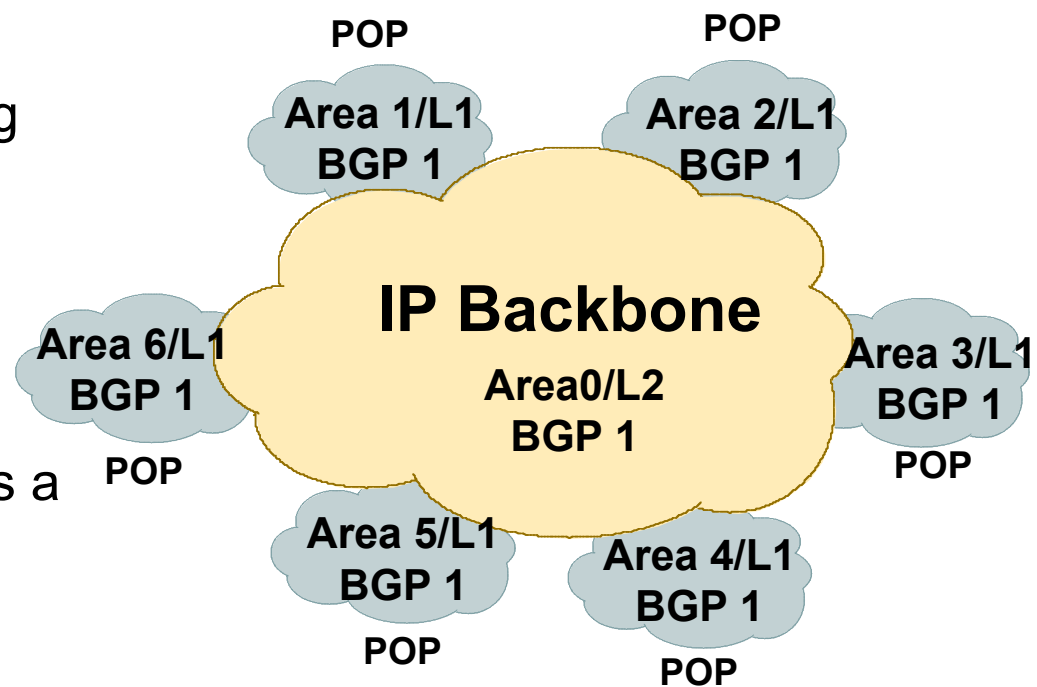 POP
POP
g
Area 1/L1
BGP 1
Area 2/L1
BGP 1
IP Backbone
Area0/L2
BGP 1
Area 6/L1
BGP 1
POP
Area 3/L1
BGP 1
POP
s a
Area 5/L1
BGP 1
POP
Area 4/L1
BGP 1
POP